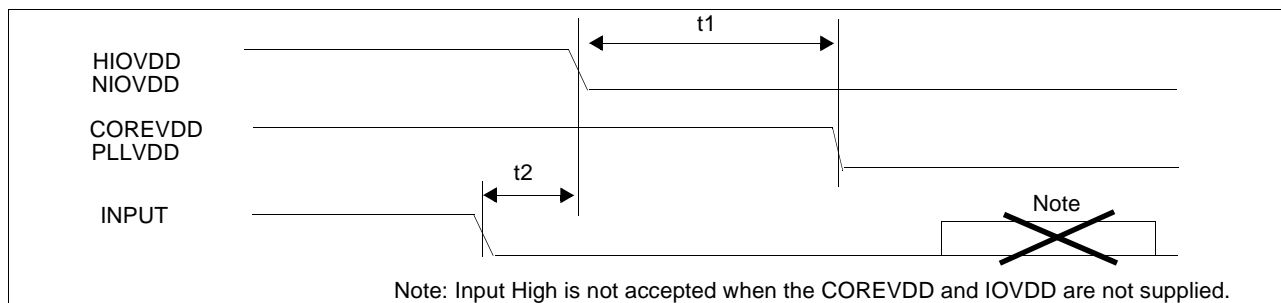 t1
HIOVDD
NIOVDD
COREVDD
PLLVDD
t2
INPUT
Note
Note: Input High is not accepted when the COREVDD and IOVDD are not supplied.